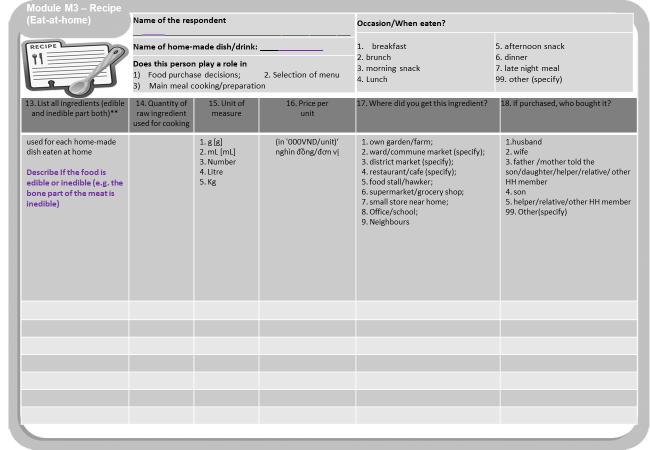 Module M3 – Recipe
(Eat-at-home)
RECIPE
Name of the respondent
Name of home-made dish/drink:
Does this person play a role in
1) Food purchase decisions; 2. Selection of menu
3) Main meal cooking/preparation
Occasion/When eaten?
1. breakfast
2. brunch
3. morning snack
4. Lunch
5. afternoon snack
6. dinner
7. late night meal
99. other (specify)
13. List all ingredients (edible
and inedible part both)**
14. Quantity of
raw ingredient
used for cooking
15. Unit of
measure
16. Price per
unit
17. Where did you get this ingredient?
18. If purchased, who bought it?
used for each home-made
dish eaten at home
Describe if the food is
edible or inedible (e.g. the
bone part of the meat is
inedible)
1. g [g]
2. mL [mL]
3. Number
4. Litre
5. Kg
(in '000VND/unit)'
nghìn đồng/đơn vị
1. own garden/farm;
2. ward/commune market (specify);
3. district market (specify);
4. restaurant/cafe (specify);
5. food stall/hawker;
6. supermarket/grocery shop;
7. small store near home;
8. Office/school;
9. Neighbours
1.husband
2. wife
3. father /mother told the
son/daughter/helper/relative/ other
HH member
4. son
5. helper/relative/other HH member
99. Other(specify)